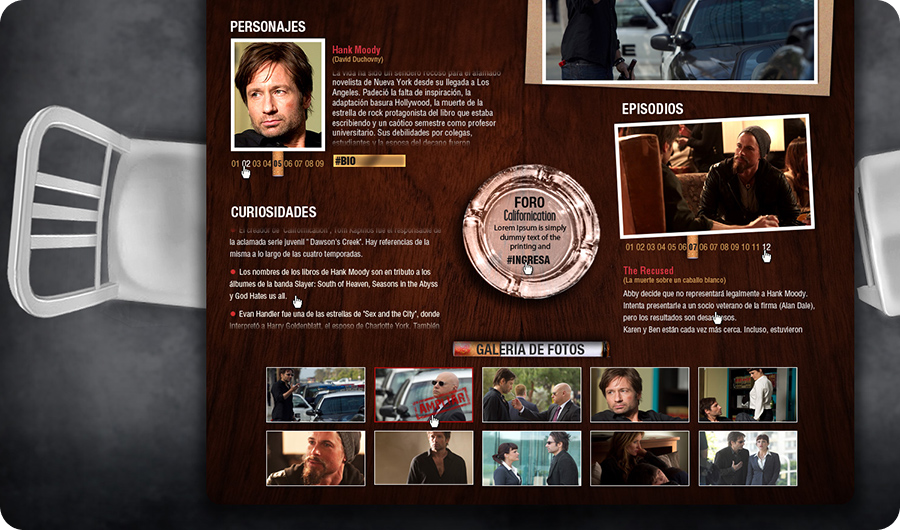 PERSONAJES
Hank Moody
(David Duchovny)
La vida ha sido un sendero rocoso para el afamado
novelista de Nueva York desde su llegada a Los
Angeles. Padeció la falta de inspiración, la
adaptación basura Hollywood, la muerte de la
estrella de rock protagonista del libro que estaba
escribiendo y un caótico semestre como profesor
universitario. Sus debilidades por colegas,
estudiantes y la esposa del decano fueron
01 02 03 04 05 06 07 08 09
#BIO
CURIOSIDADES
El creador de "Californication", Tom Kapinos fue el responsable de
la aclamada serie juvenil " Dawson's Creek". Hay referencias de la
misma a lo largo de las cuatro temporadas.
Los nombres de los libros de Hank Moody son en tributo a los
álbumes de la banda Slayer: South of Heaven, Seasons in the Abyss
y God Hates us all.
Evan Handler fue una de las estrellas de "Sex and the City", donde
interpretó a Harry Goldenblatt, el esposo de Charlotte York. También
FORO
Californication
Lorem Ipsum is simply
dummy text of the
printing and
#INGRESA
EPISODIOS
01 02 03 04 05 06 07 08 09 10 11 12
The Recused
(La muerte sobre un caballo blanco)
Abby decide que no representará legalmente a Hank Moody.
Intenta presentarle a un socio veterano de la firma (Alan Dale),
pero los resultados son desastrosos.
Karen y Ben están cada vez más cerca. Incluso, estuvieron
GALERÍA DE FOTOS
AMPLIAR